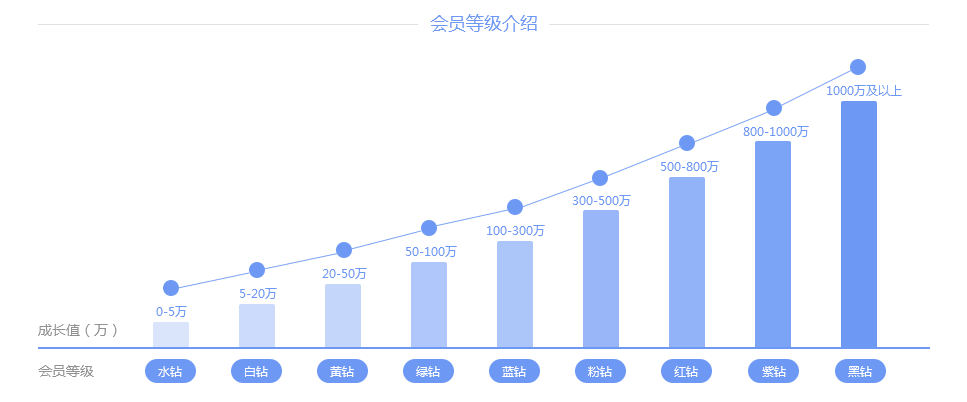 会员等级介绍
1000万及以上
800-1000万
500-800万
300-500万
100-300万
50-100万
20-50万
5-20万
0-5万
成长值（万）
会员等级 水钻 白钻 黄钻 绿钻 蓝钻 粉钻 红钻 紫钻 黑钻